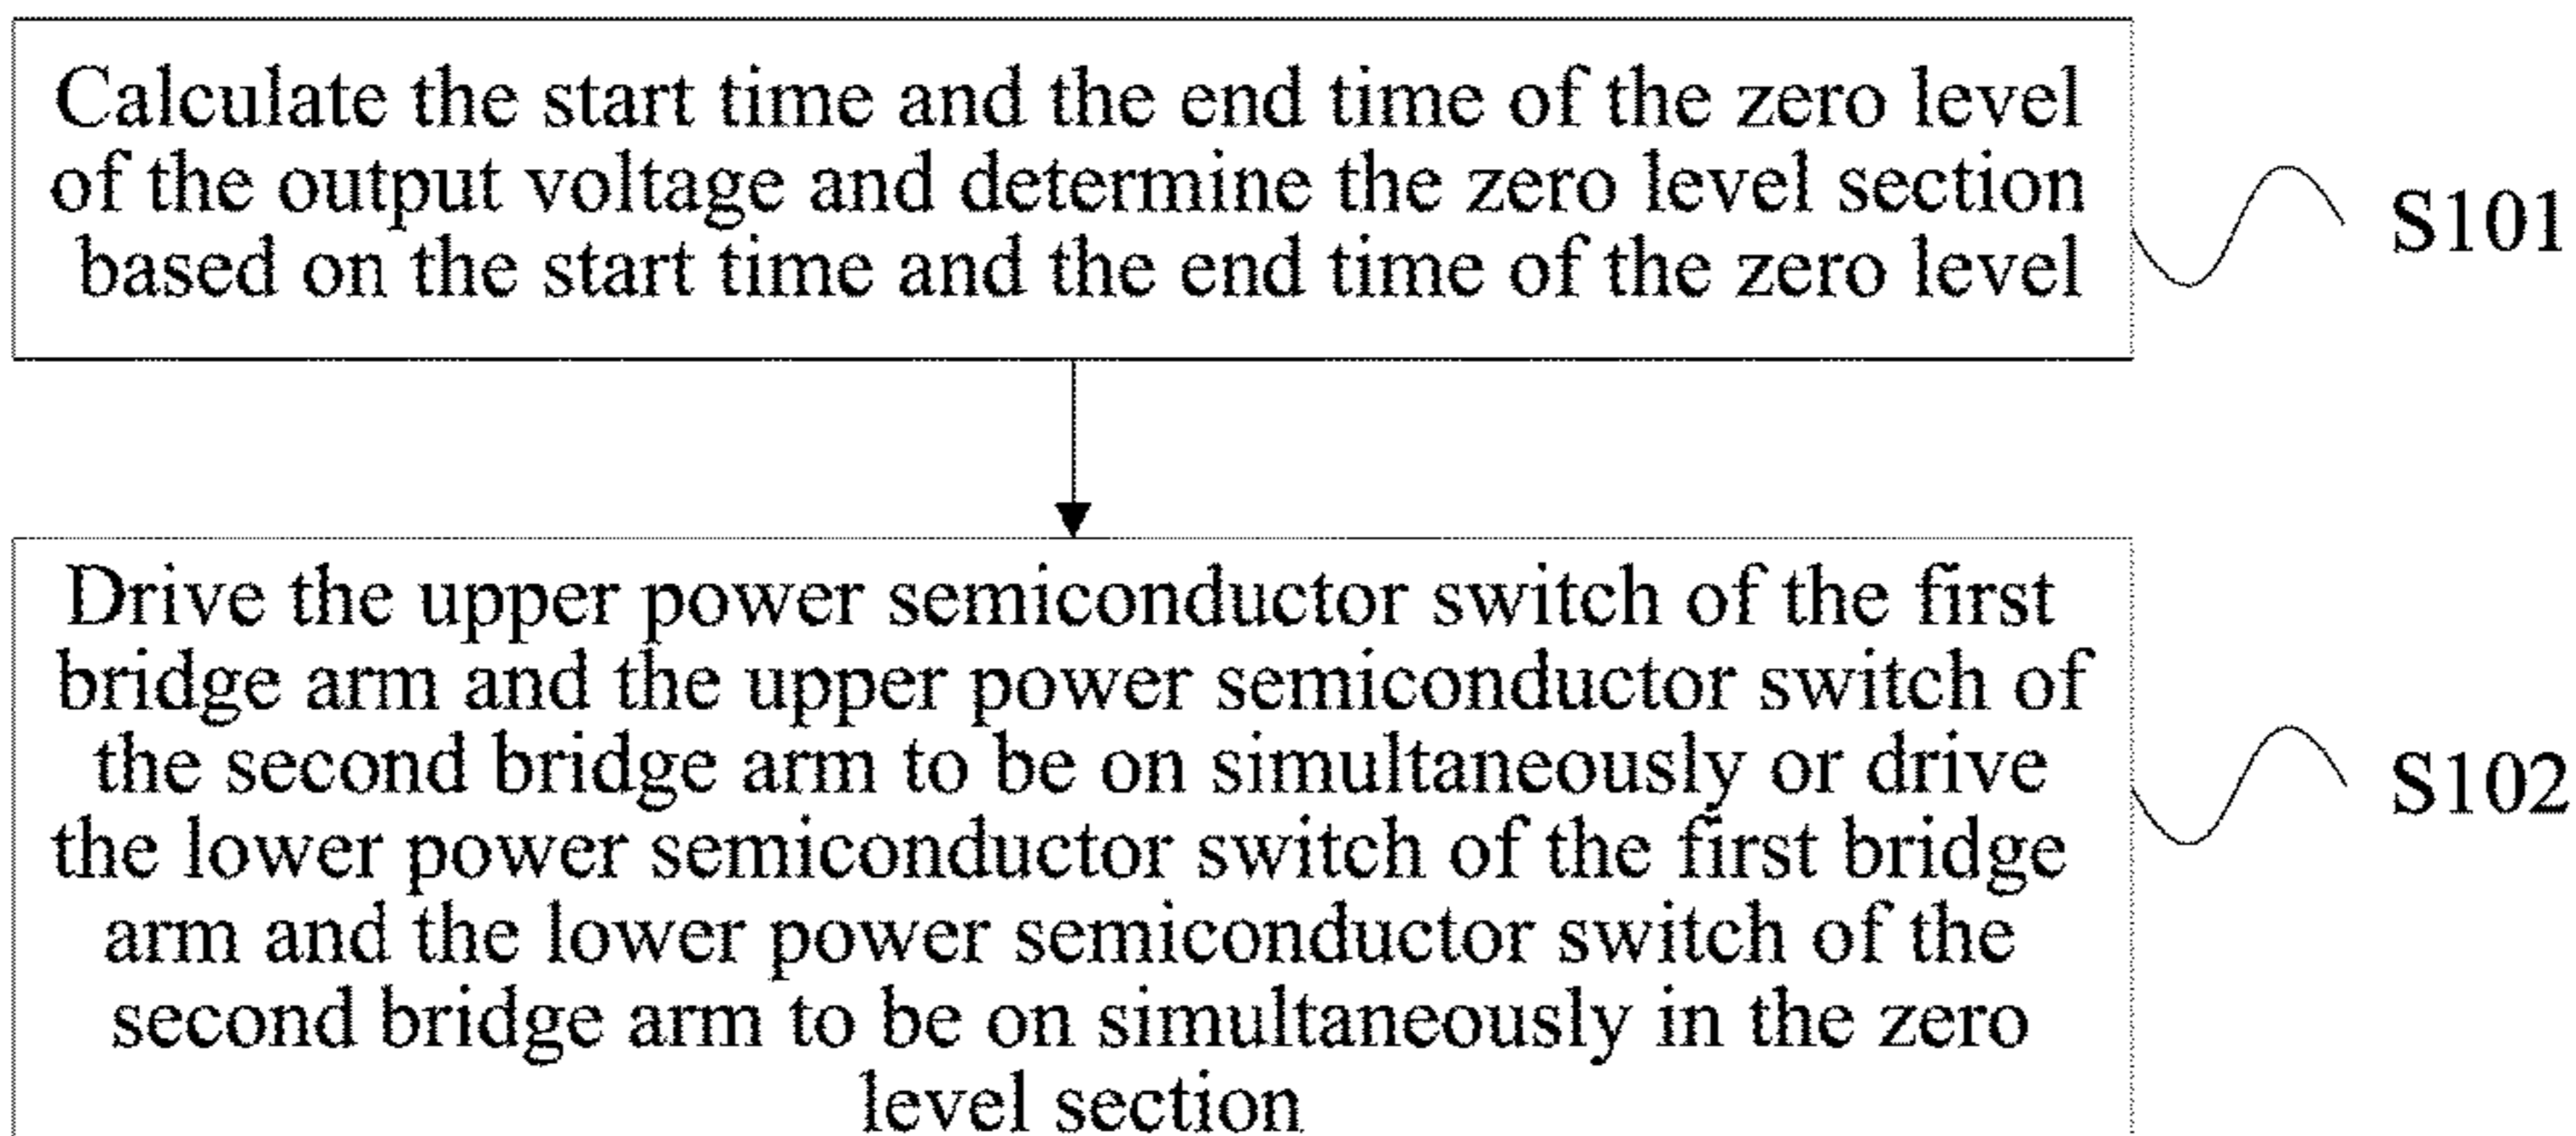 Calculate the start time and the end time of the zero level
of the output voltage and determine the zero level section
based on the start time and the end time of the zero level
S101
Drive the upper power semiconductor switch of the first
bridge arm and the upper power semiconductor switch of
the second bridge arm to be on simultaneously or drive
the lower power semiconductor switch of the first bridge
arm and the lower power semiconductor switch of the
second bridge arm to be on simultaneously in the zero
level section
S102